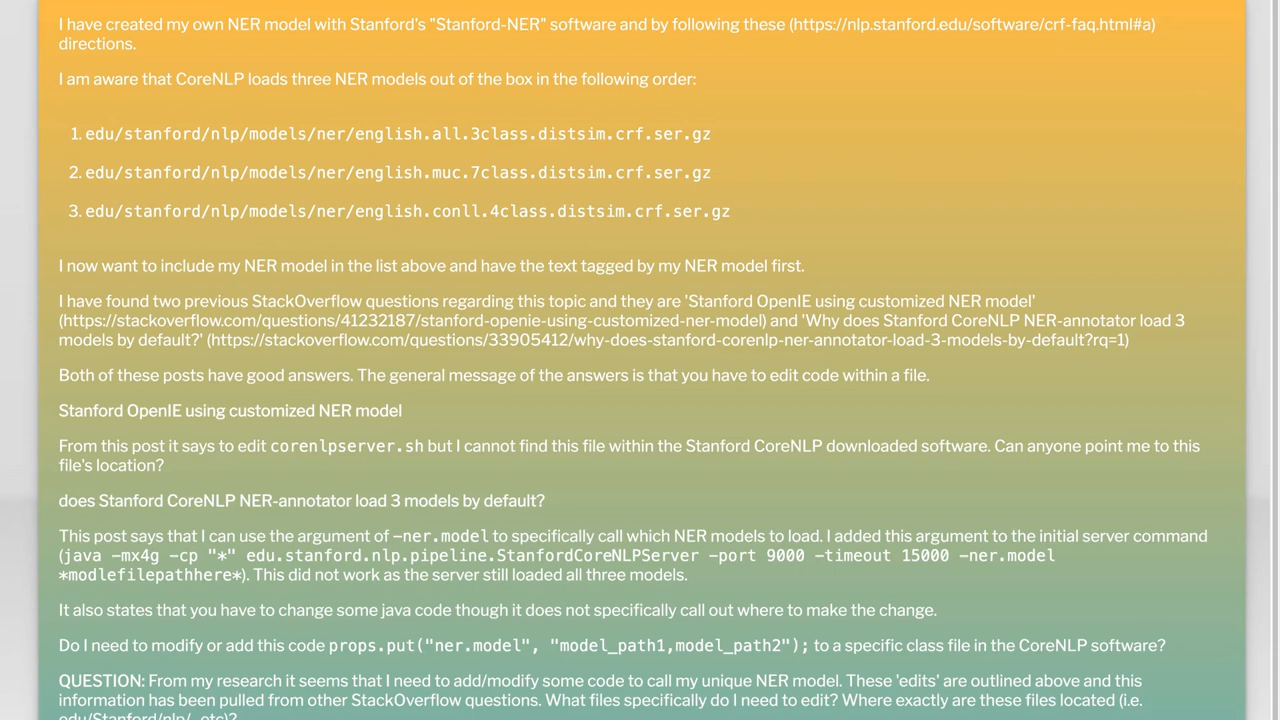 I have created my own NER model with Stanford's "Stanford-NER" software and by following these (https://nlp.stanford.edu/software/crf-faq.html#a)
directions.
I am aware that CoreNLP loads three NER models out of the box in the following order:
1. edu/stanford/nlp/models/ner/english.all.3class.distsim.crf.ser.gz
2. edu/stanford/nlp/models/ner/english.muc.7class.distsim.crf.ser.gz
3. edu/stanford/nlp/models/ner/english.conll.4class.distsim.crf.ser.gz
I now want to include my NER model in the list above and have the text tagged by my NER model first.
I have found two previous StackOverflow questions regarding this topic and they are 'Stanford OpenIE using customized NER model'
(https://stackoverflow.com/questions/41232187/stanford-openie-using-customized-ner-model) and 'Why does Stanford CoreNLP NER-annotator load 3
models by default?' (https://stackoverflow.com/questions/33905412/why-does-stanford-corenlp-ner-annotator-load-3-models-by-default?rq=1)
Both of these posts have good answers. The general message of the answers is that you have to edit code within a file.
Stanford OpenIE using customized NER model
From this post it says to edit corenlpserver.sh but I cannot find this file within the Stanford CoreNLP downloaded software. Can anyone point me to this
file's location?
does Stanford CoreNLP NER-annotator load 3 models by default?
This post says that I can use the argument of -ner.model to specifically call which NER models to load. I added this argument to the initial server command
(java -mx4g -cp "*" edu.stanford.nlp.pipeline.StanfordCoreNLPServer -port 9000 -timeout 15000 -ner.model
*modlefilepathhere*). This did not work as the server still loaded all three models.
It also states that you have to change some java code though it does not specifically call out where to make the change.
Do I need to modify or add this code props.put("ner.model", "model_path1,model_path2"); to a specific class file in the CoreNLP software?
QUESTION: From my research it seems that I need to add/modify some code to call my unique NER model. These 'edits' are outlined above and this
information has been pulled from other StackOverflow questions. What files specifically do I need to edit? Where exactly are these files located (i.e.
edu/Stanford/nlp/...etc)?